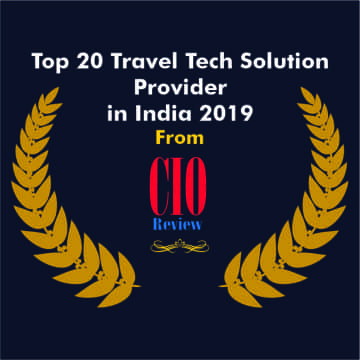 Top 20 Travel Tech Solution
Provider
in India 2019
From
CIO
Review